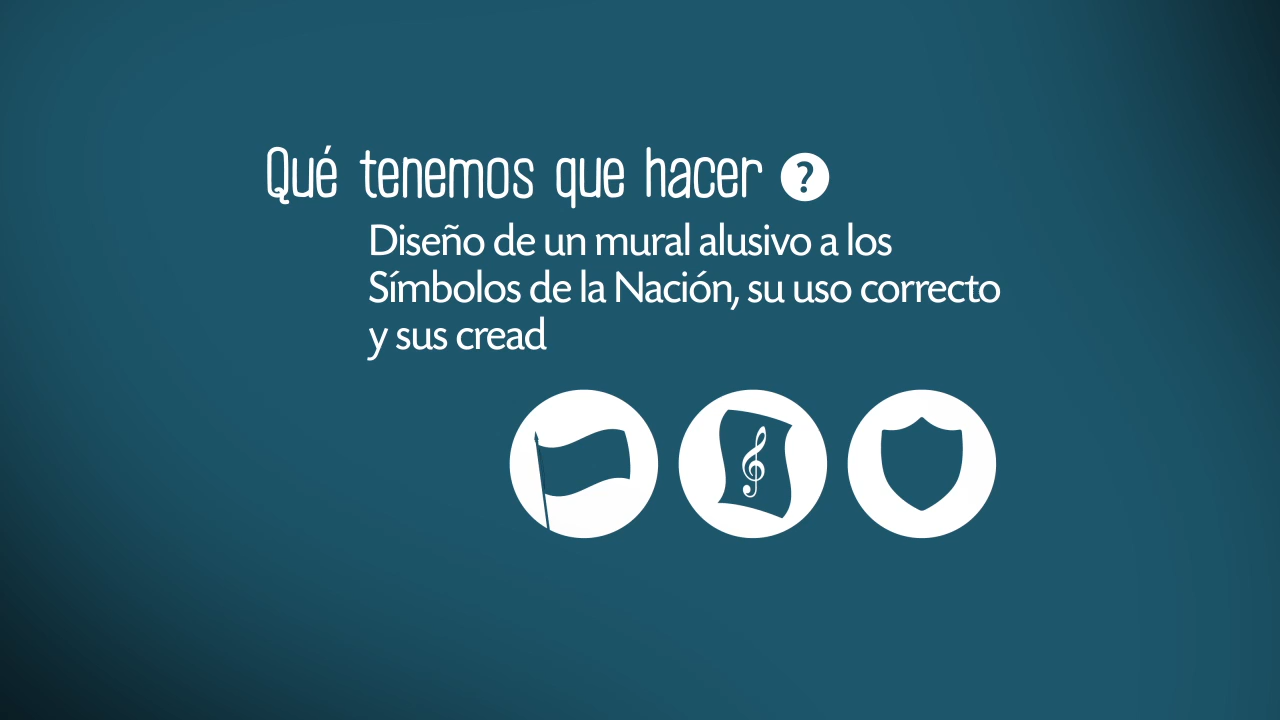 Qué tenemos que hacer ?
Diseño de un mural alusivo a los
Símbolos de la Nación, su uso correcto
y sus cread